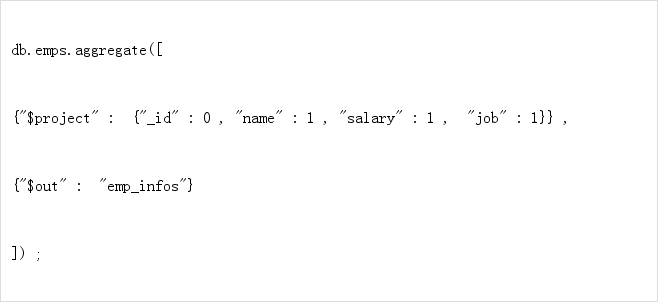 db.emps.aggregate([
{"$project" : {"_id" : 0 , "name" : 1 , "salary" : 1 , "job" : 1}} ,
{"$out" : "emp_infos"}
]) ;